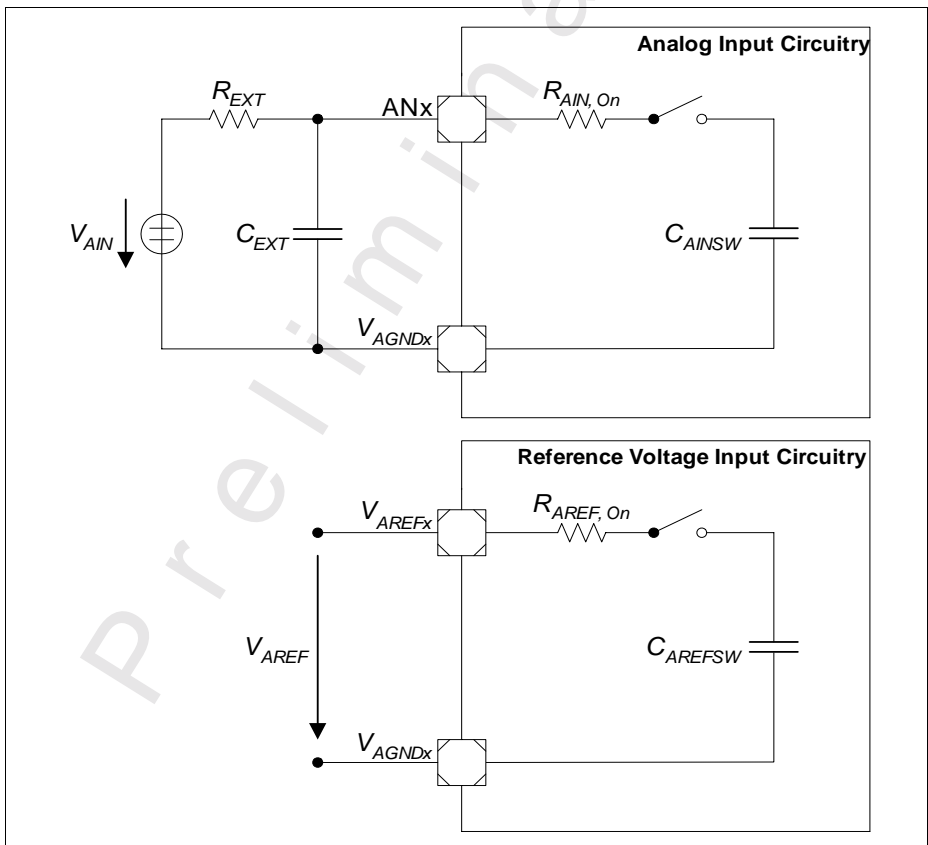 Analog Input Circuitry
R_EXT
ANx
R_AIN, On
V_AIN
C_EXT
C_AINSW
V_AGNDx
Reference Voltage Input Circuitry
V_AREFx
R_AREF, On
V_AREF
C_AREFSW
V_AGNDx
Prelimina